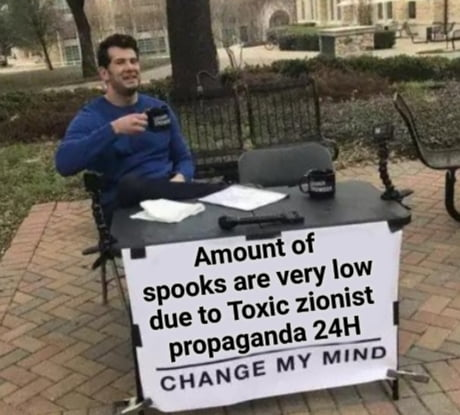 Amount of
spooks are very low
due to Toxic zionist
propaganda 24H
CHANGE MY MIND